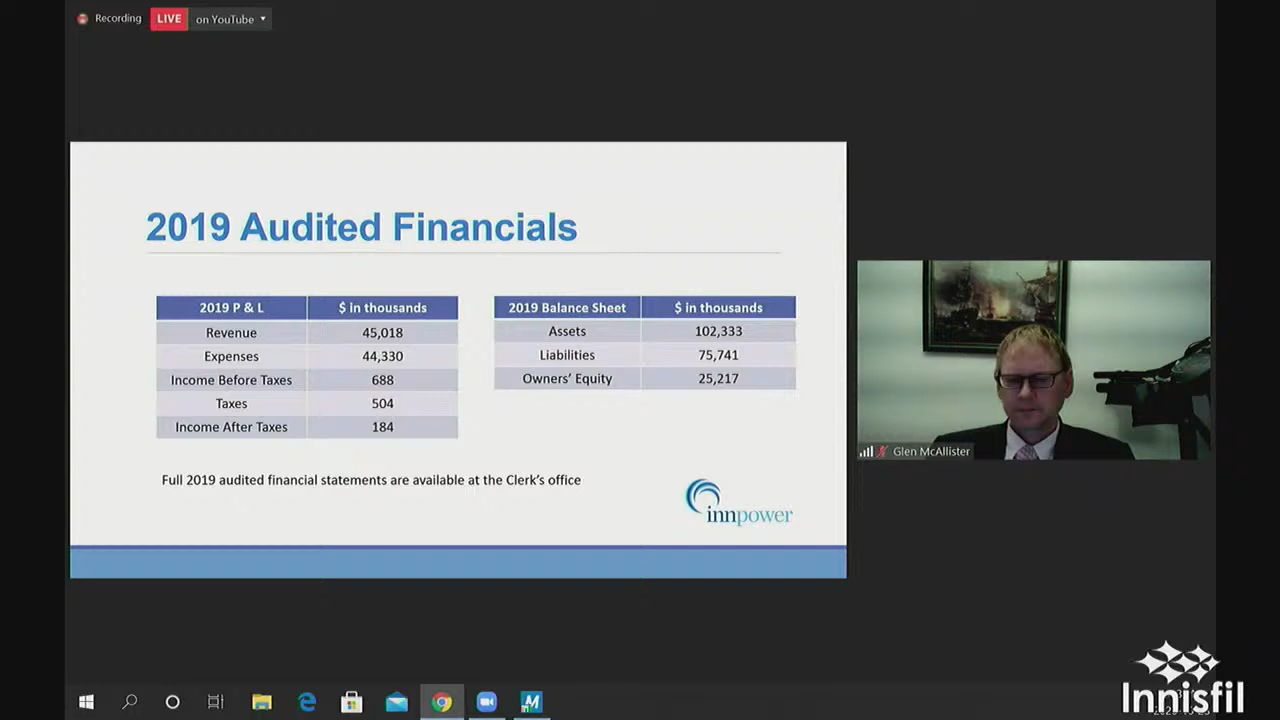 Recording
LIVE
on YouTube
2019 Audited Financials
2019 P & L $ in thousands
Revenue 45,018
Expenses 44,330
Income Before Taxes 688
Taxes 504
Income After Taxes 184
2019 Balance Sheet $ in thousands
Assets 102,333
Liabilities 75,741
Owners' Equity 25,217
Full 2019 audited financial statements are available at the Clerk's office
innpower
Glen McAllister
Innisfil